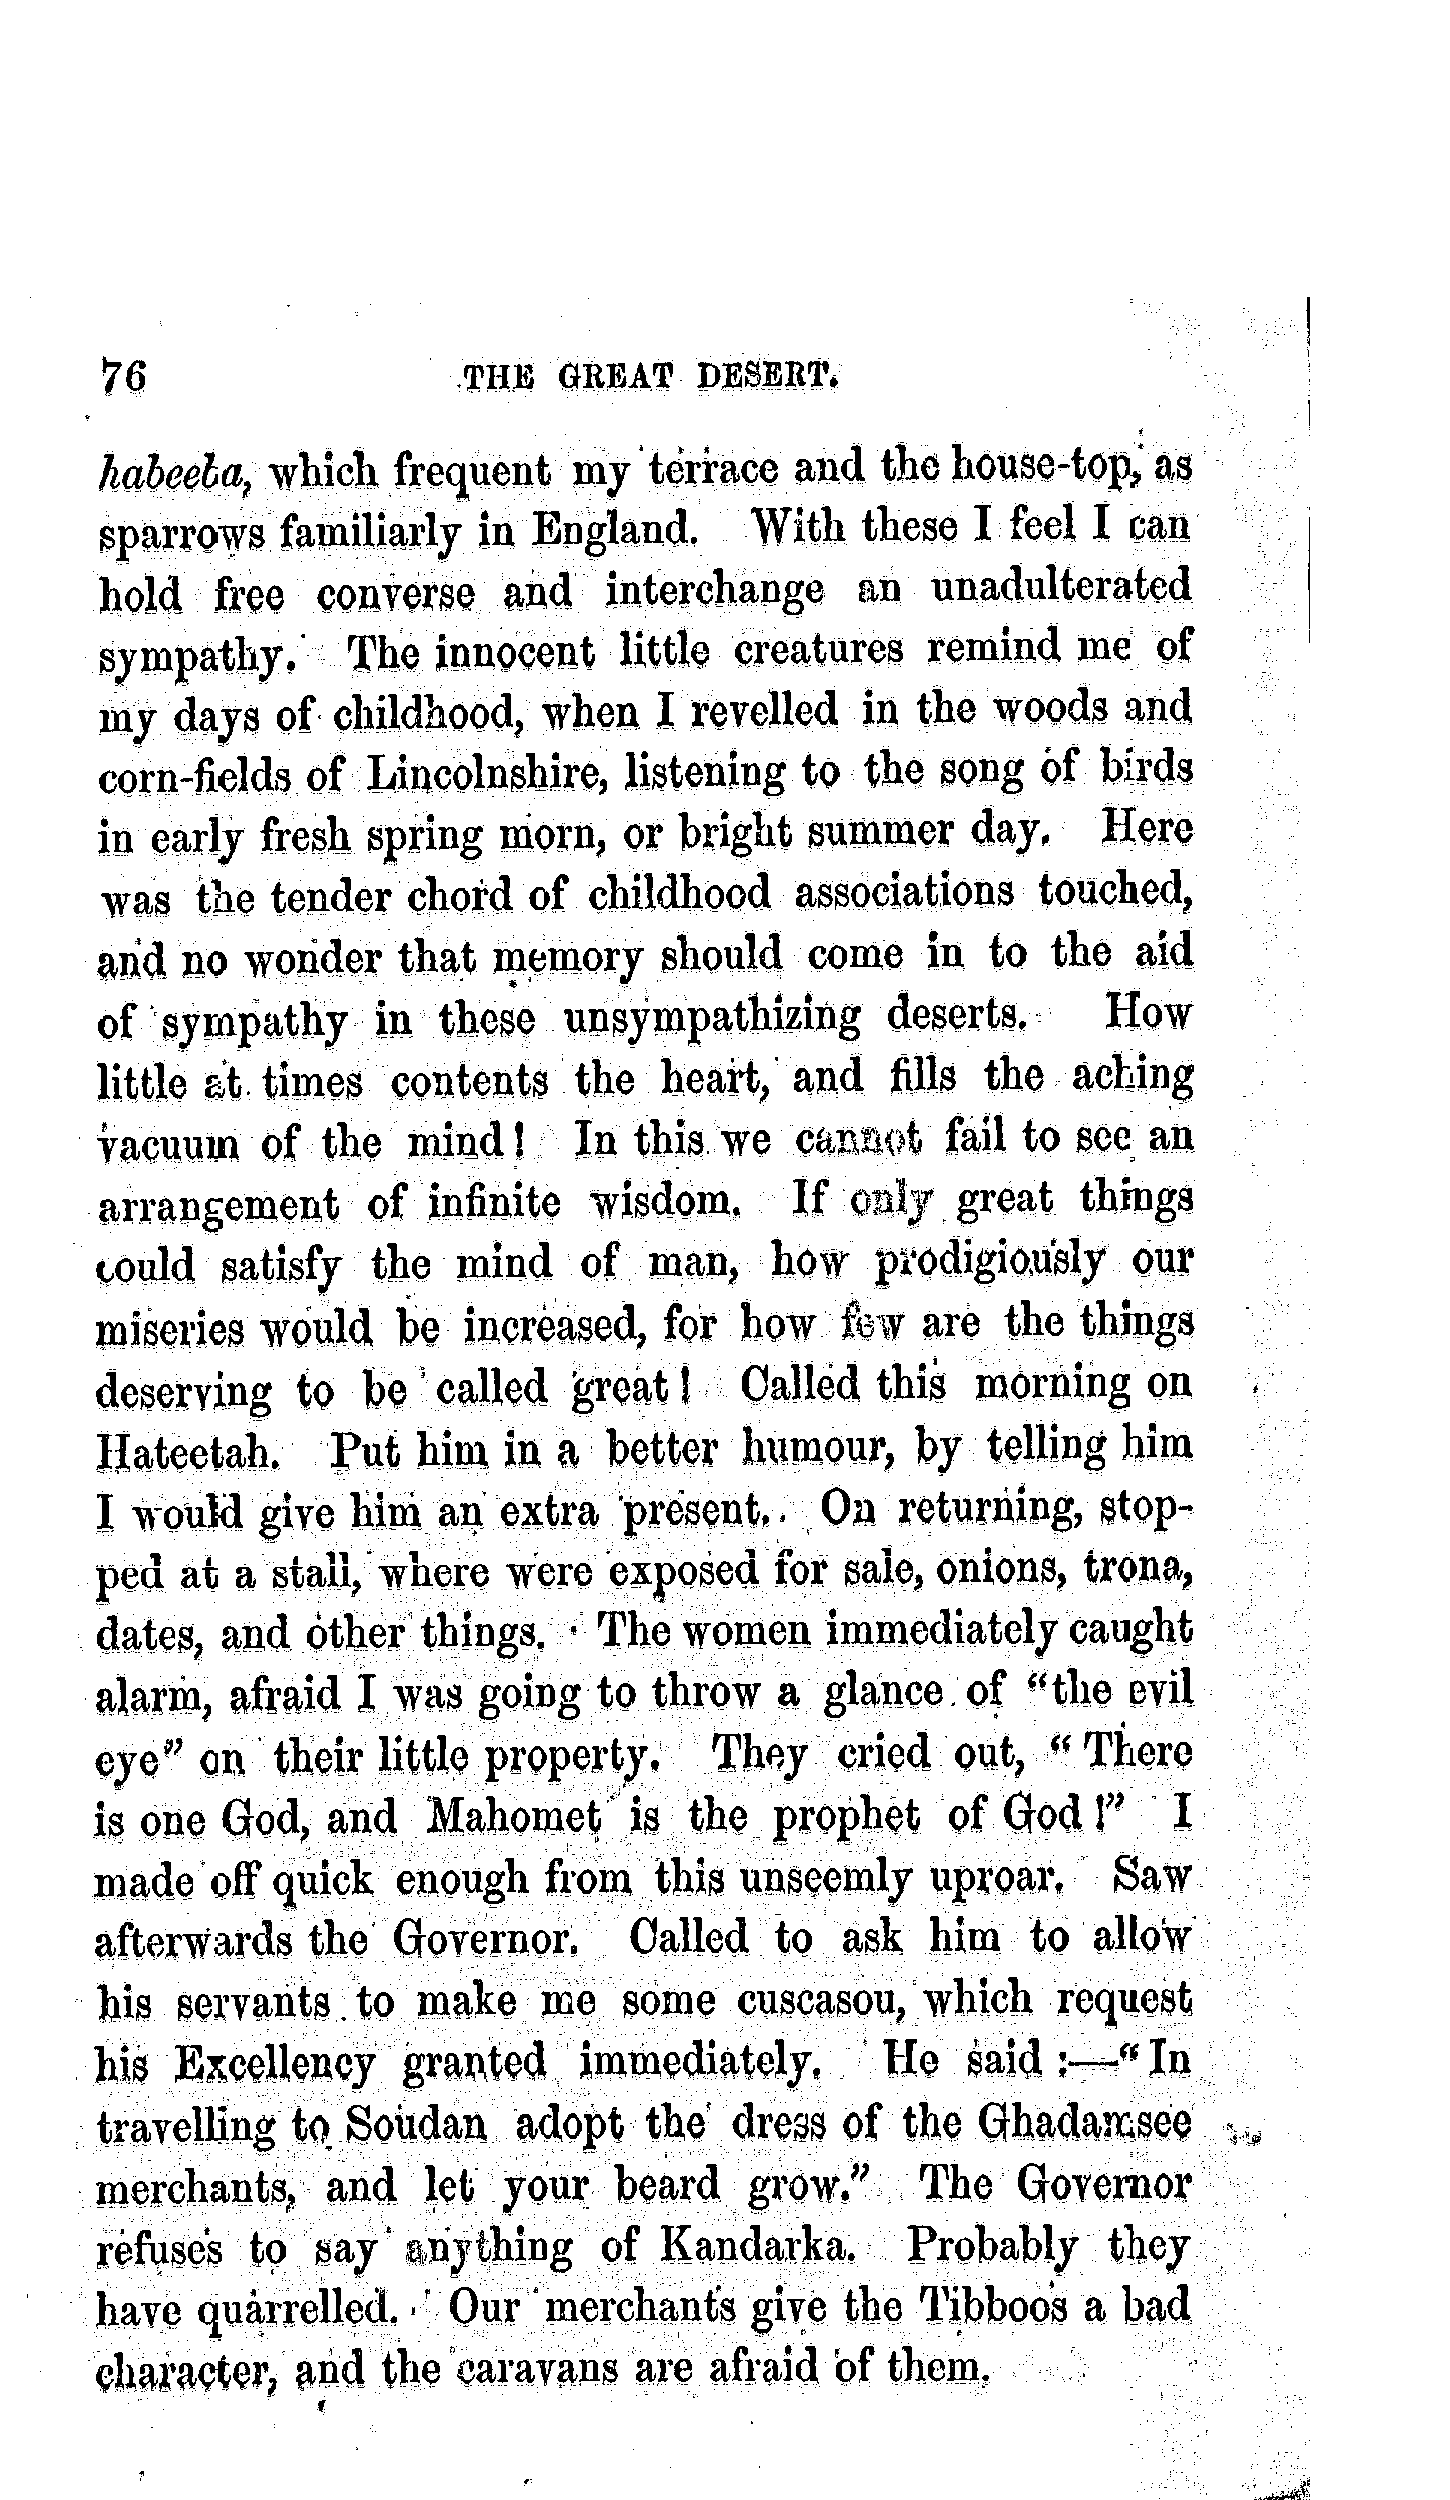 76 THE GREAT DESERT.
habeeba, which frequent my terrace and the house-top, as
sparrows familiarly in England. With these I feel I can
hold free converse and interchange an unadulterated
sympathy. The innocent little creatures remind me of
my days of childhood, when I revelled in the woods and
corn-fields of Lincolnshire, listening to the song of birds
in early fresh spring morn, or bright summer day. Here
was the tender chord of childhood associations touched,
and no wonder that memory should come in to the aid
of sympathy in these unsympathizing deserts. How
little at times contents the heart, and fills the aching
vacuum of the mind! In this we cannot fail to see an
arrangement of infinite wisdom. If only great things
could satisfy the mind of man, how prodigiously our
miseries would be increased, for how few are the things
deserving to be called great! Called this morning on
Hateetah. Put him in a better humour, by telling him
I would give him an extra present. On returning, stop-
ped at a stall, where were exposed for sale, onions, trona,
dates, and other things. The women immediately caught
alarm, afraid I was going to throw a glance of "the evil
eye" on their little property. They cried out, "There
is one God, and Mahomet is the prophet of God!" I
made off quick enough from this unseemly uproar. Saw
afterwards the Governor. Called to ask him to allow
his servants to make me some cuscasou, which request
his Excellency granted immediately. He said:—"In
travelling to Soudan adopt the dress of the Ghadamsee
merchants, and let your beard grow." The Governor
refuses to say anything of Kandarka. Probably they
have quarrelled. Our merchants give the Tibboos a bad
character, and the caravans are afraid of them.